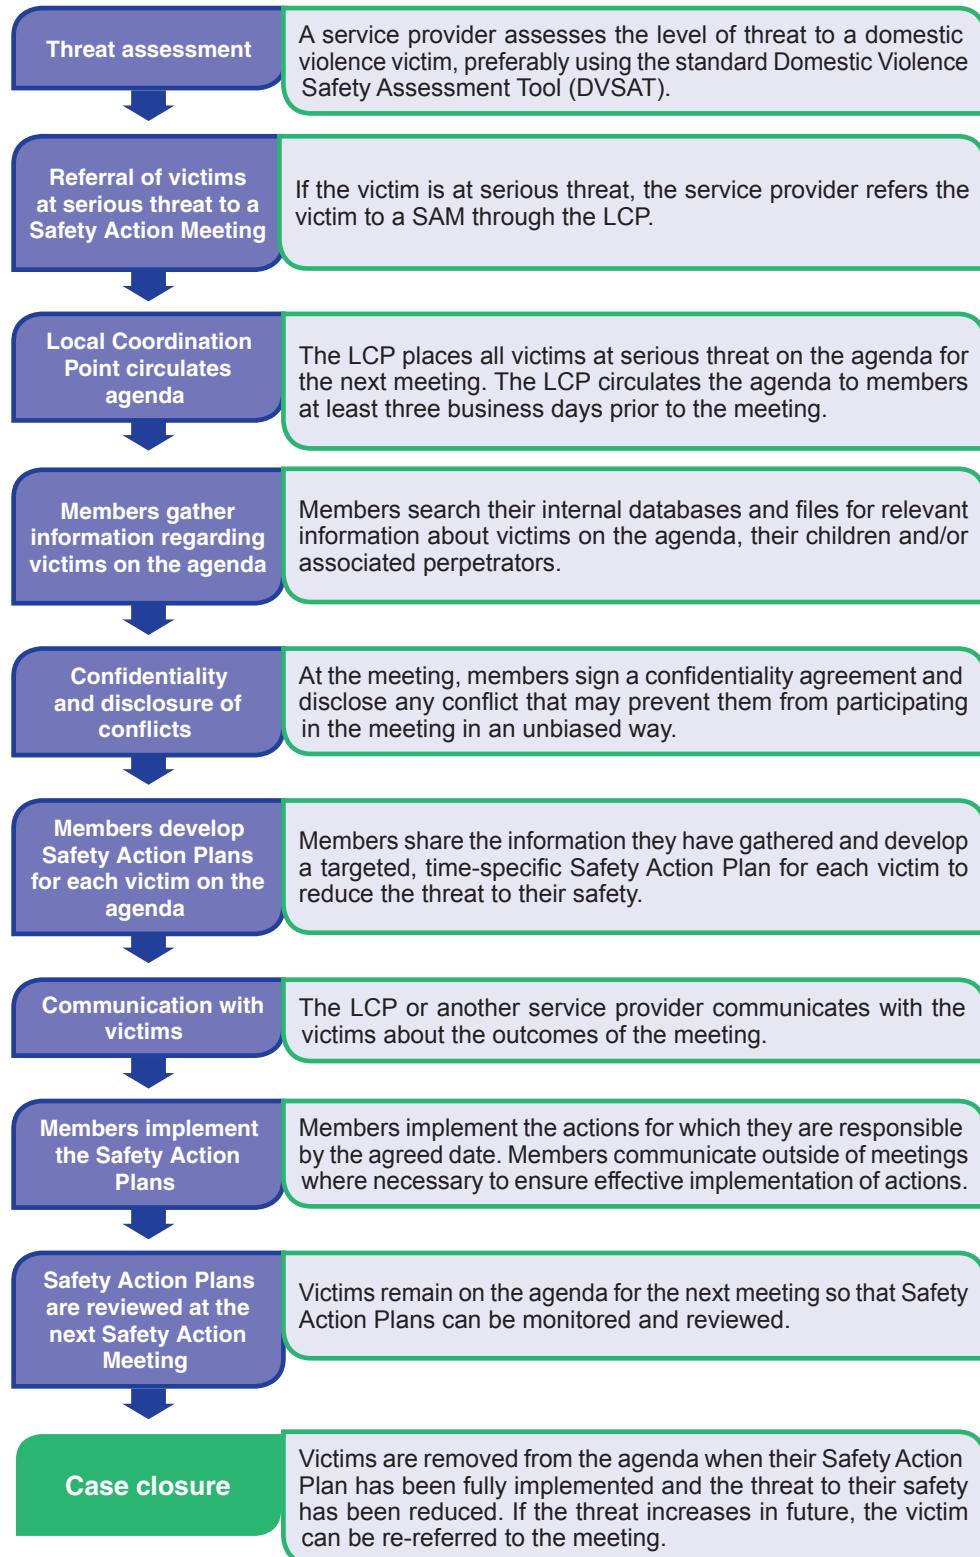 Threat assessment
A service provider assesses the level of threat to a domestic
violence victim, preferably using the standard Domestic Violence
Safety Assessment Tool (DVSAT).
Referral of victims
at serious threat to a
Safety Action Meeting
If the victim is at serious threat, the service provider refers the
victim to a SAM through the LCP.
Local Coordination
Point circulates
agenda
The LCP places all victims at serious threat on the agenda for
the next meeting. The LCP circulates the agenda to members
at least three business days prior to the meeting.
Members gather
information regarding
victims on the agenda
Members search their internal databases and files for relevant
information about victims on the agenda, their children and/or
associated perpetrators.
Confidentiality
and disclosure of
conflicts
At the meeting, members sign a confidentiality agreement and
disclose any conflict that may prevent them from participating
in the meeting in an unbiased way.
Members develop
Safety Action Plans
for each victim on the
agenda
Members share the information they have gathered and develop
a targeted, time-specific Safety Action Plan for each victim to
reduce the threat to their safety.
Communication with
victims
The LCP or another service provider communicates with the
victims about the outcomes of the meeting.
Members implement
the Safety Action
Plans
Members implement the actions for which they are responsible
by the agreed date. Members communicate outside of meetings
where necessary to ensure effective implementation of actions.
Safety Action Plans
are reviewed at the
next Safety Action
Meeting
Victims remain on the agenda for the next meeting so that Safety
Action Plans can be monitored and reviewed.
Case closure
Victims are removed from the agenda when their Safety Action
Plan has been fully implemented and the threat to their safety
has been reduced. If the threat increases in future, the victim
can be re-referred to the meeting.